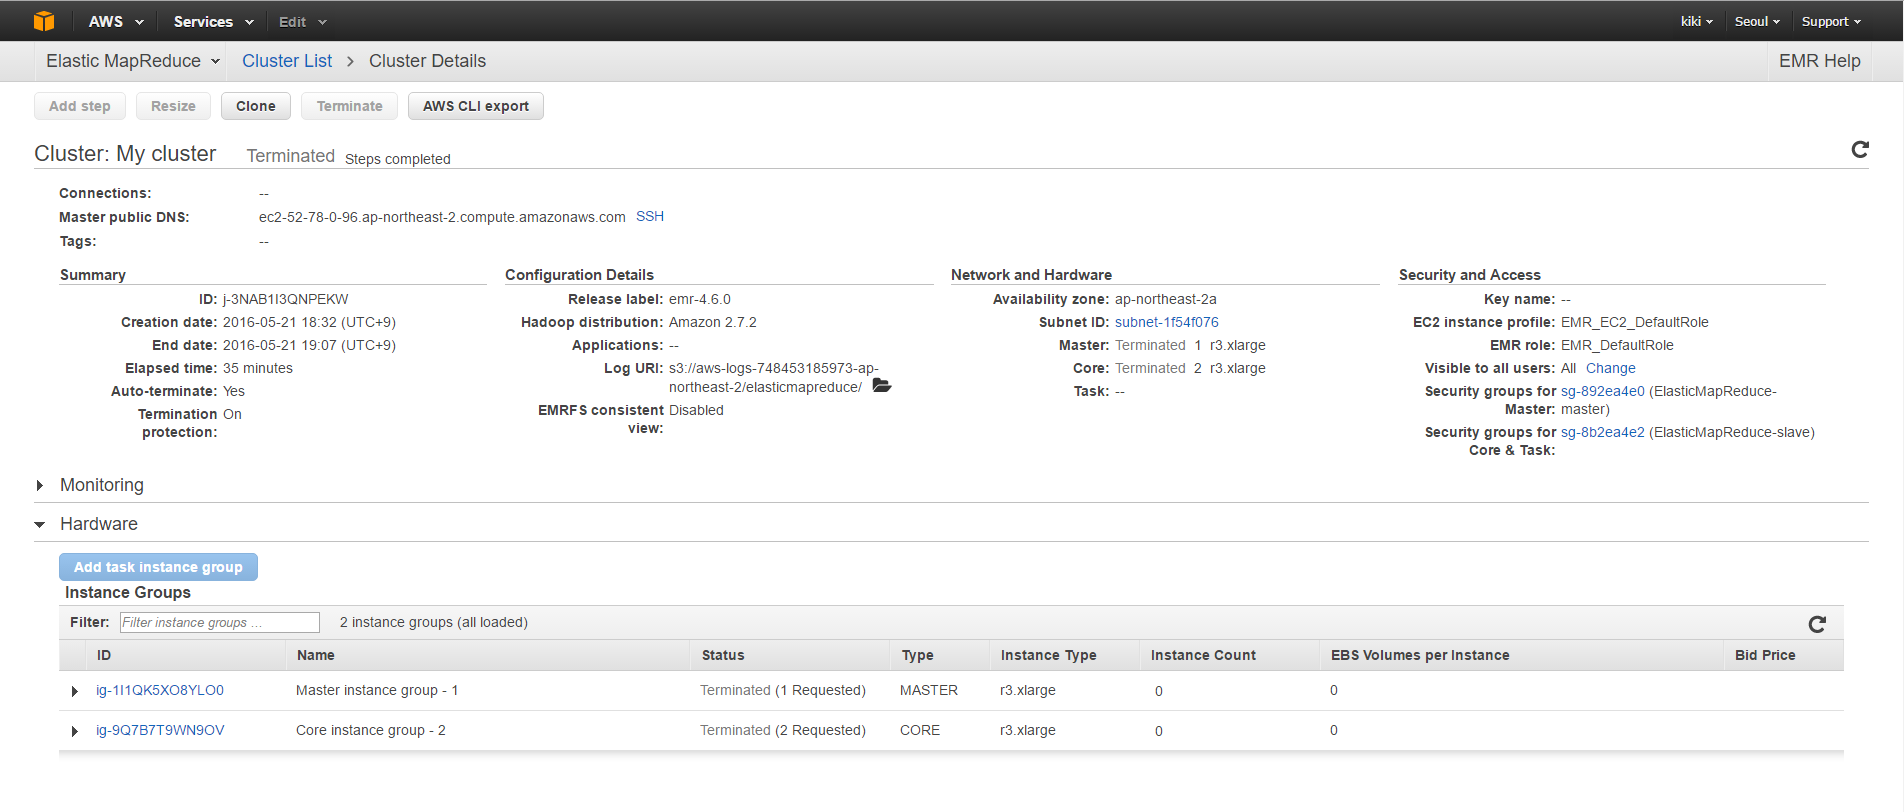 AWS Services Edit kiki Seoul Support
Elastic MapReduce Cluster List > Cluster Details EMR Help
Add step Resize Clone Terminate AWS CLI export
Cluster: My cluster Terminated Steps completed
Connections: --
Master public DNS: ec2-52-78-0-96.ap-northeast-2.compute.amazonaws.com SSH
Tags: --
Summary
ID: j-3NAB1I3QNPEKW
Creation date: 2016-05-21 18:32 (UTC+9)
End date: 2016-05-21 19:07 (UTC+9)
Elapsed time: 35 minutes
Auto-terminate: Yes
Termination On
protection:
Configuration Details
Release label: emr-4.6.0
Hadoop distribution: Amazon 2.7.2
Applications: --
Log URI: s3://aws-logs-748453185973-ap-
northeast-2/elasticmapreduce/
EMRFS consistent Disabled
view:
Network and Hardware
Availability zone: ap-northeast-2a
Subnet ID: subnet-1f54f076
Master: Terminated 1 r3.xlarge
Core: Terminated 2 r3.xlarge
Task: --
Security and Access
Key name: --
EC2 instance profile: EMR_EC2_DefaultRole
EMR role: EMR_DefaultRole
Visible to all users: All Change
Security groups for sg-892ea4e0 (ElasticMapReduce-
Master: master)
Security groups for sg-8b2ea4e2 (ElasticMapReduce-slave)
Core & Task:
Monitoring
Hardware
Add task instance group
Instance Groups
Filter: Filter instance groups ... 2 instance groups (all loaded)
ID Name Status Type Instance Type Instance Count EBS Volumes per Instance Bid Price
ig-1I1QK5XO8YLO0 Master instance group - 1 Terminated (1 Requested) MASTER r3.xlarge 0 0
ig-9Q7B7T9WN9OV Core instance group - 2 Terminated (2 Requested) CORE r3.xlarge 0 0